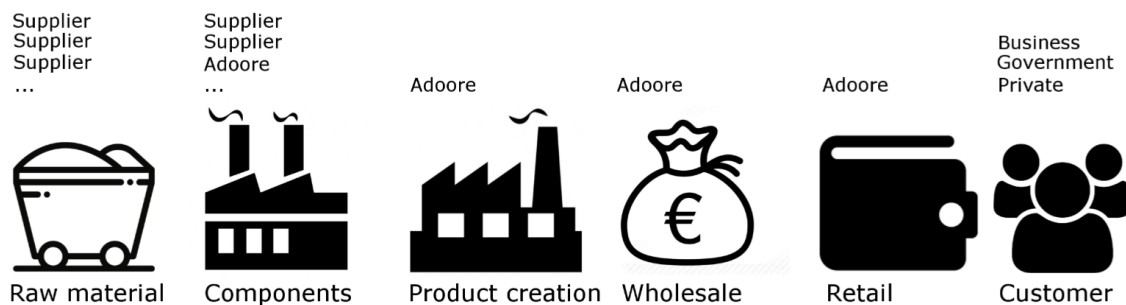 Supplier
Supplier
Supplier
...
Supplier
Supplier
Adoore
...
Adoore
Adoore
Adoore
Business
Government
Private
€
Raw material
Components
Product creation
Wholesale
Retail
Customer